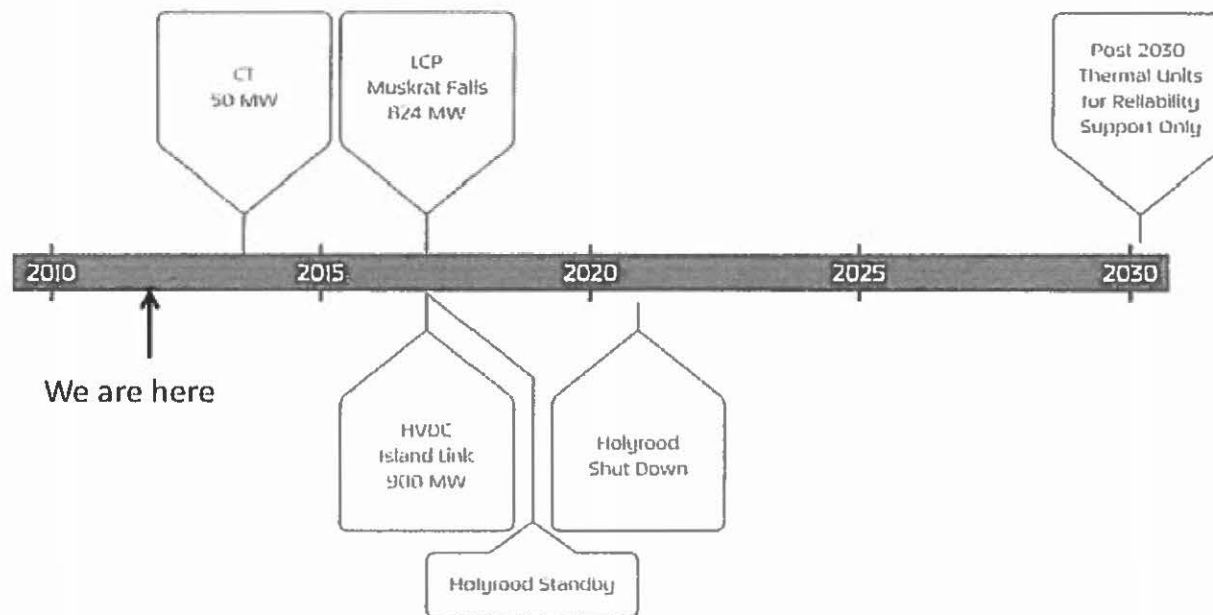 CT
50 MW
LCP
Muskrat Falls
824 MW
Post 2030
Thermal Units
for Reliability
Support Only
2010
2015
2020
2025
2030
We are here
HVDC
Island Link
900 MW
Holyrood
Shut Down
Holyrood Standby